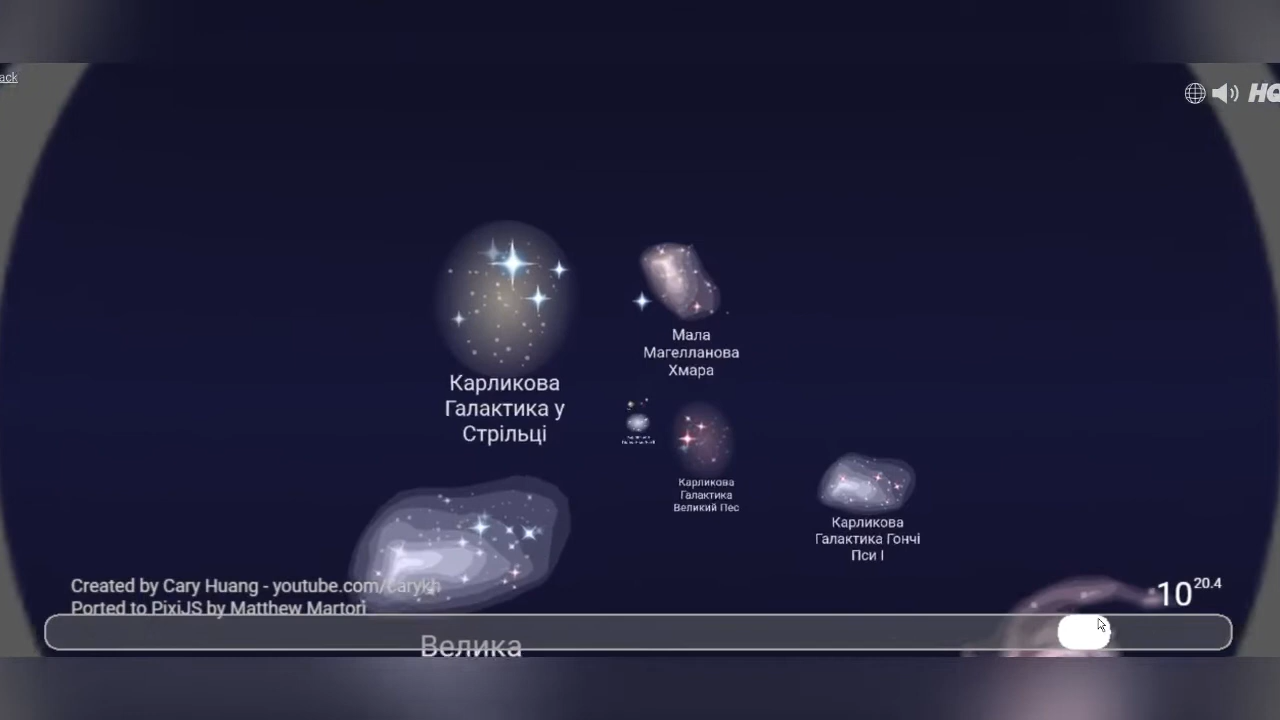 ack
HQ
Мала
Магелланова
Хмара
Карликова
Галактика у
Стрільці
Карликова
Галактика
Великий Пес
Карликова
Галактика Гончі
Пси I
Created by Cary Huang - youtube.com/carykh
Ported to PixiJS by Matthew Martori
10^20.4
Велика